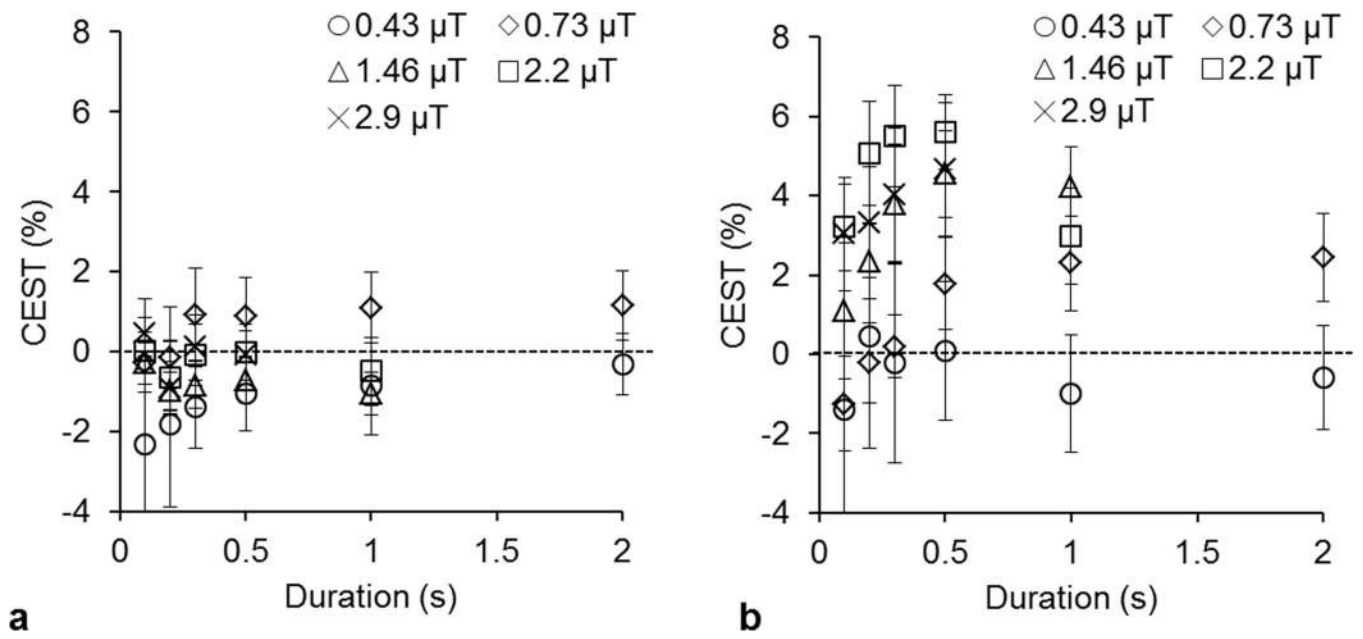 8
6
4
2
0
-2
-4
CEST (%)
0.43 µT 0.73 µT
1.46 µT 2.2 µT
2.9 µT
0 0.5 1 1.5 2
Duration (s)
a
8
6
4
2
0
-2
-4
CEST (%)
0.43 µT 0.73 µT
1.46 µT 2.2 µT
2.9 µT
0 0.5 1 1.5 2
Duration (s)
b